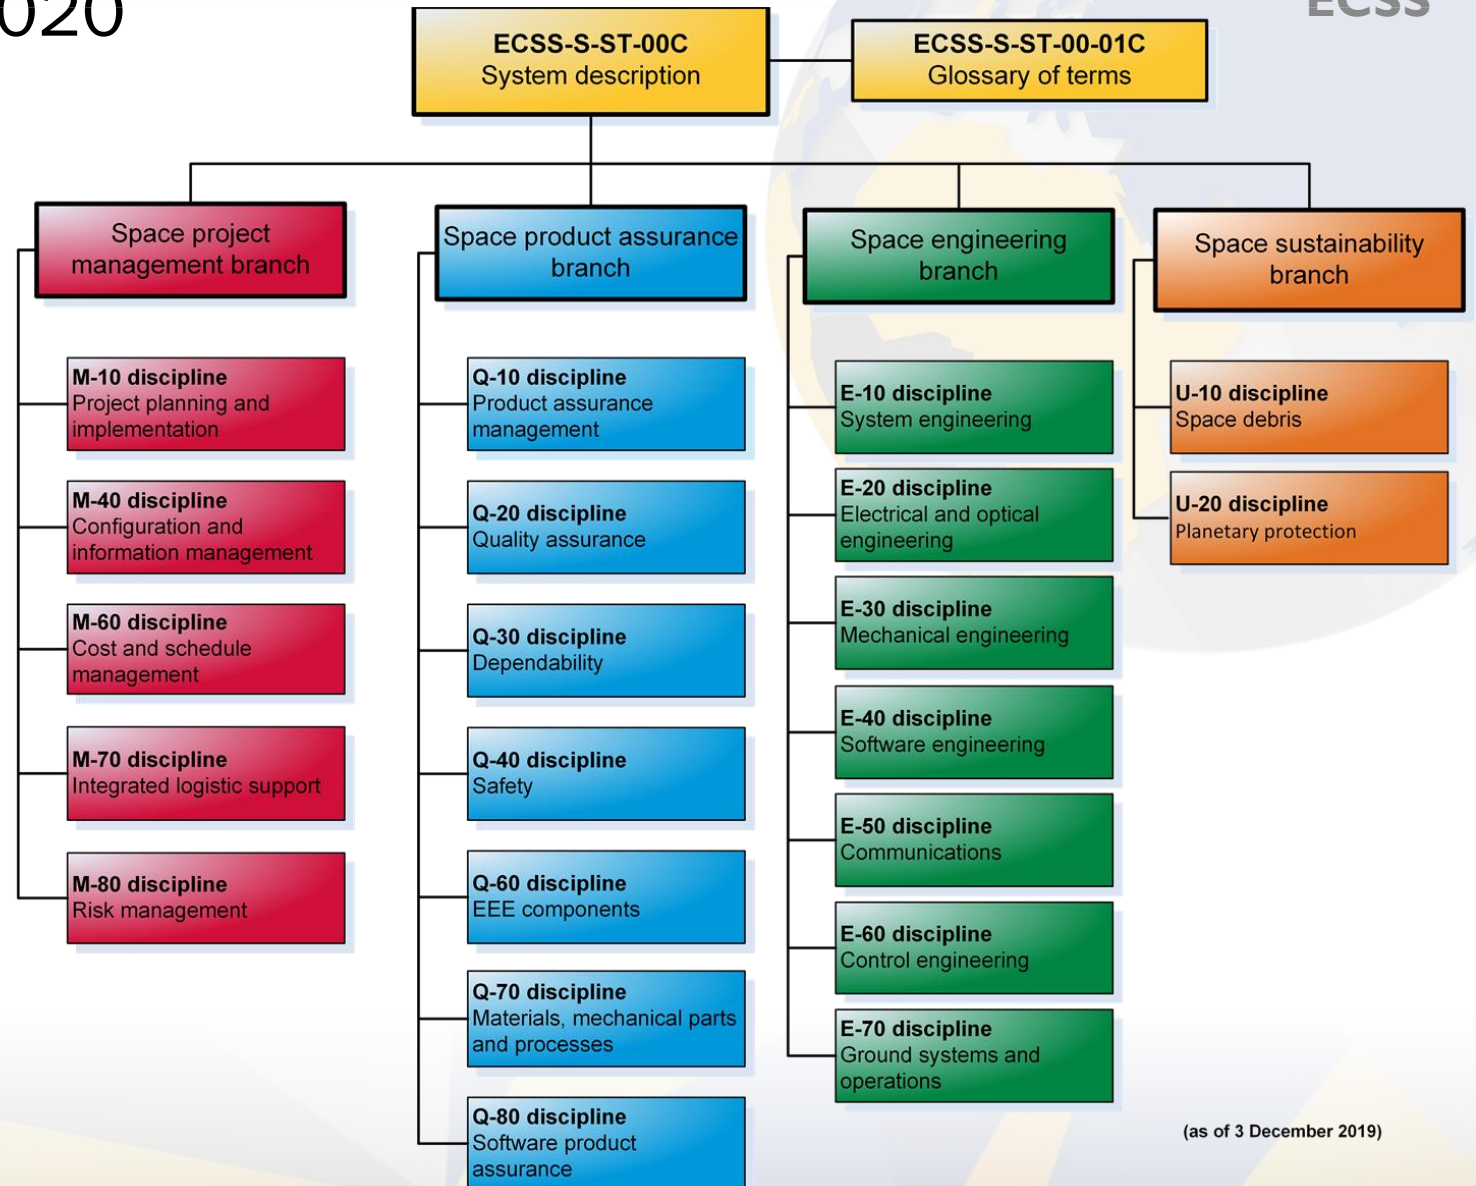 020
ECSS
ECSS-S-ST-00C
System description
ECSS-S-ST-00-01C
Glossary of terms
Space project
management branch
M-10 discipline
Project planning and
implementation
M-40 discipline
Configuration and
information management
M-60 discipline
Cost and schedule
management
M-70 discipline
Integrated logistic support
M-80 discipline
Risk management
Space product assurance
branch
Q-10 discipline
Product assurance
management
Q-20 discipline
Quality assurance
Q-30 discipline
Dependability
Q-40 discipline
Safety
Q-60 discipline
EEE components
Q-70 discipline
Materials, mechanical parts
and processes
Q-80 discipline
Software product
assurance
Space engineering
branch
E-10 discipline
System engineering
E-20 discipline
Electrical and optical
engineering
E-30 discipline
Mechanical engineering
E-40 discipline
Software engineering
E-50 discipline
Communications
E-60 discipline
Control engineering
E-70 discipline
Ground systems and
operations
Space sustainability
branch
U-10 discipline
Space debris
U-20 discipline
Planetary protection
(as of 3 December 2019)